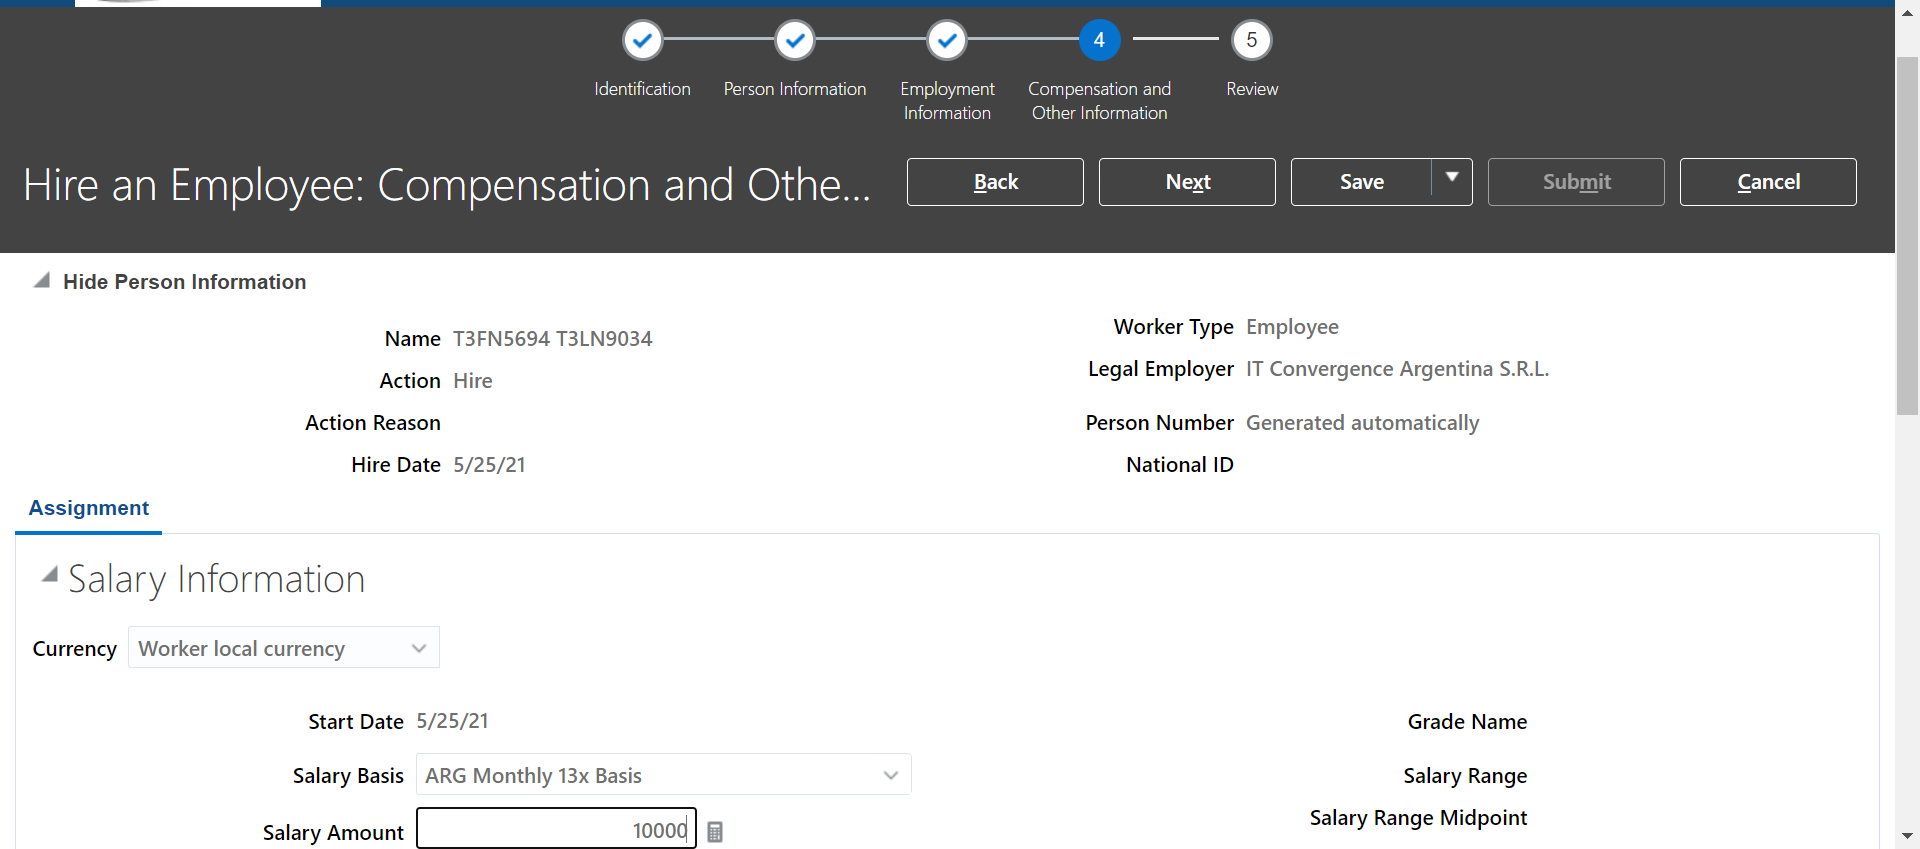 4
5
Identification
Person Information
Employment
Information
Compensation and
Other Information
Review
Hire an Employee: Compensation and Othe...
Back
Next
Save
Submit
Cancel
Hide Person Information
Name T3FN5694 T3LN9034
Worker Type Employee
Action Hire
Legal Employer IT Convergence Argentina S.R.L.
Action Reason
Person Number Generated automatically
Hire Date 5/25/21
National ID
Assignment
Salary Information
Currency Worker local currency
Start Date 5/25/21
Grade Name
Salary Basis ARG Monthly 13x Basis
Salary Range
Salary Range Midpoint
Salary Amount 10000